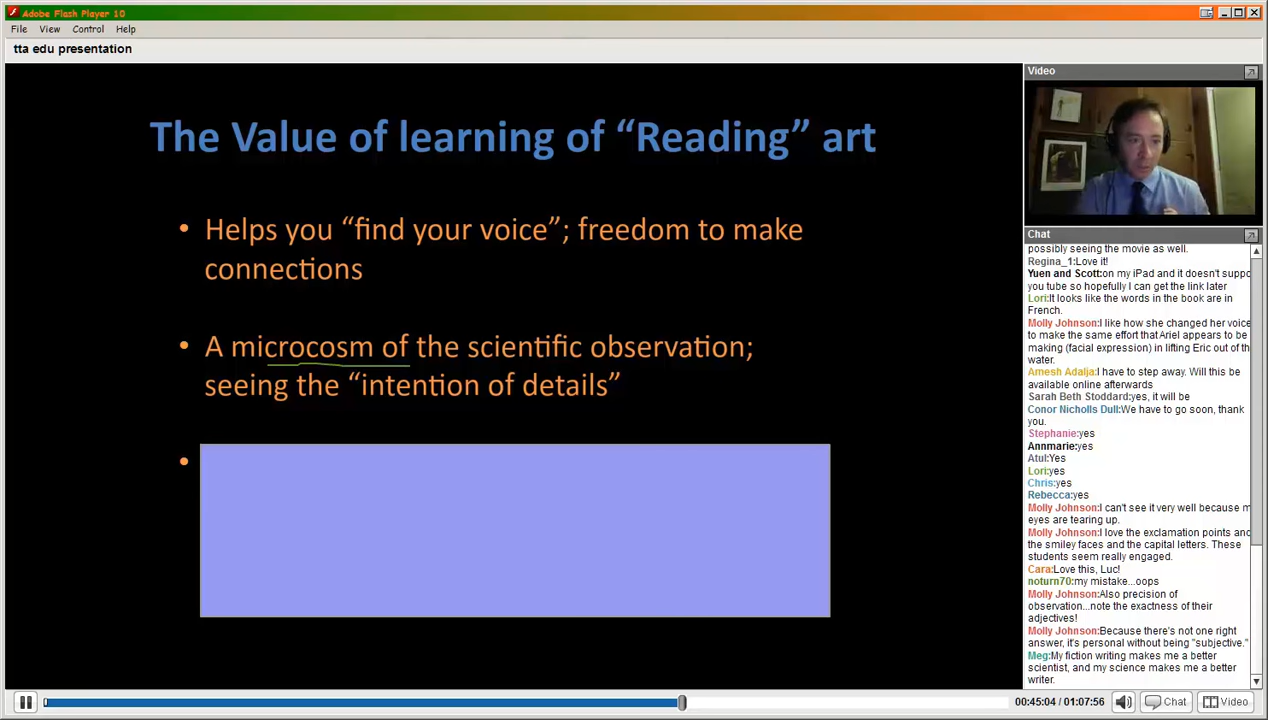 Adobe Flash Player 10
File View Control Help
tta edu presentation
The Value of learning of “Reading” art
• Helps you “find your voice”; freedom to make
connections
• A microcosm of the scientific observation;
seeing the “intention of details”
•
Video
Chat
possibly seeing the movie as well.
Regina_1:Love it!
Yuen and Scott:on my iPad and it doesn't suppo
you tube so hopefully I can get the link later
Lori:It looks like the words in the book are in
French.
Molly Johnson:I like how she changed her voice
to make the same effort that Ariel appears to be
making (facial expression) in lifting Eric out of th
water.
Amesh Adalja:I have to step away. Will this be
available online afterwards
Sarah Beth Stoddard:yes, it will be
Conor Nicholls Dull:We have to go soon, thank
you.
Stephanie:yes
Annmarie:yes
Atul:Yes
Lori:yes
Chris:yes
Rebecca:yes
Molly Johnson:I can't see it very well because m
eyes are tearing up.
Molly Johnson:I love the exclamation points and
the smiley faces and the capital letters. These
students seem really engaged.
Cara:Love this, Luc!
noturn70:my mistake...oops
Molly Johnson:Also precision of
observation...note the exactness of their
adjectives!
Molly Johnson:Because there's not one right
answer, it's personal without being "subjective."
Meg:My fiction writing makes me a better
scientist, and my science makes me a better
writer.
00:45:04 / 01:07:56 Chat Video